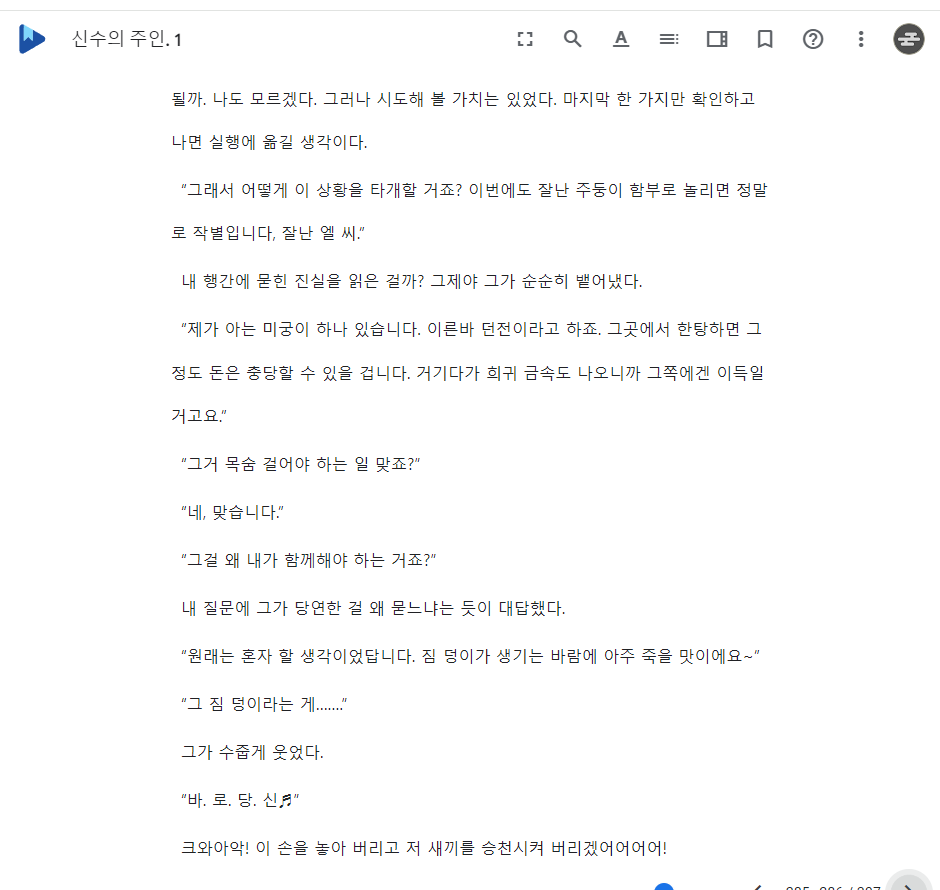 신수의 주인. 1
될까. 나도 모르겠다. 그러나 시도해 볼 가치는 있었다. 마지막 한 가지만 확인하고
나면 실행에 옮길 생각이다.
“그래서 어떻게 이 상황을 타개할 거죠? 이번에도 잘난 주둥이 함부로 놀리면 정말
로 작별입니다, 잘난 엘 씨.”
내 행간에 묻힌 진실을 읽은 걸까? 그제야 그가 순순히 뱉어냈다.
“제가 아는 미궁이 하나 있습니다. 이른바 던전이라고 하죠. 그곳에서 한탕하면 그
정도 돈은 충당할 수 있을 겁니다. 거기다가 희귀 금속도 나오니까 그쪽에겐 이득일
거고요.”
“그거 목숨 걸어야 하는 일 맞죠?”
“네, 맞습니다.”
“그걸 왜 내가 함께해야 하는 거죠?”
내 질문에 그가 당연한 걸 왜 묻느냐는 듯이 대답했다.
“원래는 혼자 할 생각이었답니다. 짐 덩이가 생기는 바람에 아주 죽을 맛이에요~”
“그 짐 덩이라는 게.......”
그가 수줍게 웃었다.
“바. 로. 당. 신♬”
크와아악! 이 손을 놓아 버리고 저 새끼를 승천시켜 버리겠어어어어!